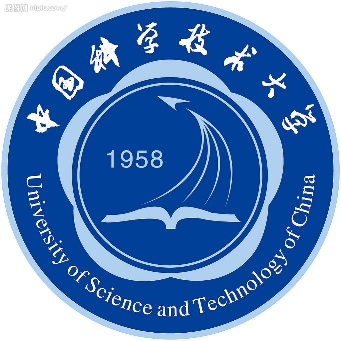 中国科学技术大学
1958
University of Science and Technology of China